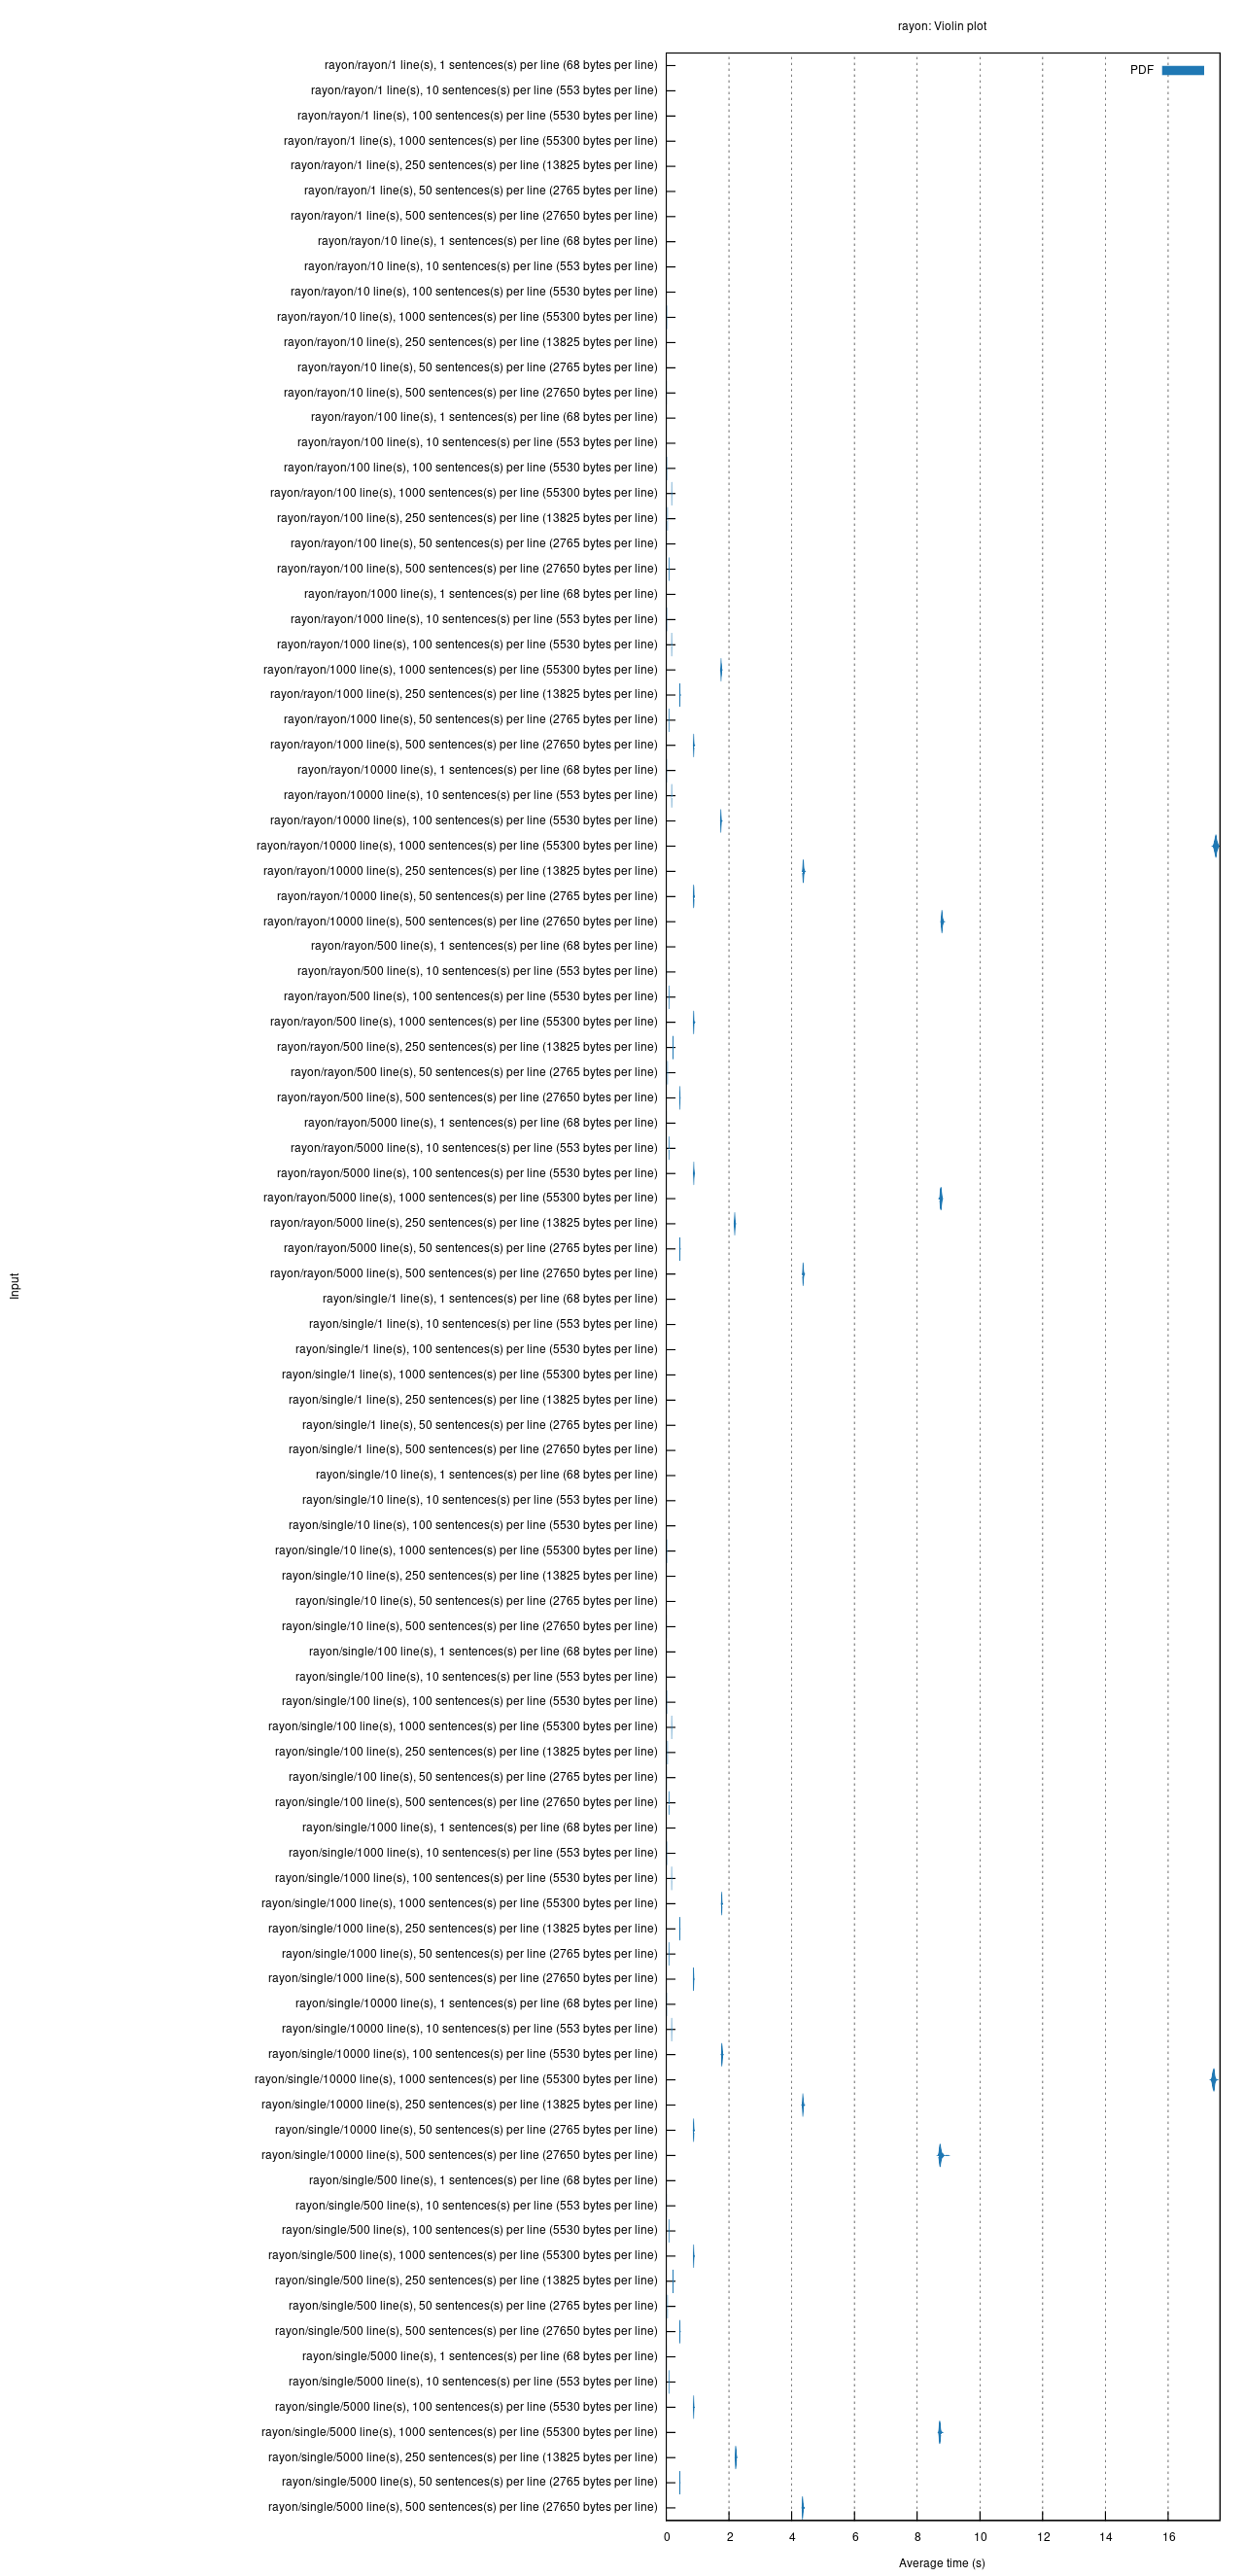 rayon: Violin plot
PDF
rayon/rayon/1 line(s), 1 sentences(s) per line (68 bytes per line)
rayon/rayon/1 line(s), 10 sentences(s) per line (553 bytes per line)
rayon/rayon/1 line(s), 100 sentences(s) per line (5530 bytes per line)
rayon/rayon/1 line(s), 1000 sentences(s) per line (55300 bytes per line)
rayon/rayon/1 line(s), 250 sentences(s) per line (13825 bytes per line)
rayon/rayon/1 line(s), 50 sentences(s) per line (2765 bytes per line)
rayon/rayon/1 line(s), 500 sentences(s) per line (27650 bytes per line)
rayon/rayon/10 line(s), 1 sentences(s) per line (68 bytes per line)
rayon/rayon/10 line(s), 10 sentences(s) per line (553 bytes per line)
rayon/rayon/10 line(s), 100 sentences(s) per line (5530 bytes per line)
rayon/rayon/10 line(s), 1000 sentences(s) per line (55300 bytes per line)
rayon/rayon/10 line(s), 250 sentences(s) per line (13825 bytes per line)
rayon/rayon/10 line(s), 50 sentences(s) per line (2765 bytes per line)
rayon/rayon/10 line(s), 500 sentences(s) per line (27650 bytes per line)
rayon/rayon/100 line(s), 1 sentences(s) per line (68 bytes per line)
rayon/rayon/100 line(s), 10 sentences(s) per line (553 bytes per line)
rayon/rayon/100 line(s), 100 sentences(s) per line (5530 bytes per line)
rayon/rayon/100 line(s), 1000 sentences(s) per line (55300 bytes per line)
rayon/rayon/100 line(s), 250 sentences(s) per line (13825 bytes per line)
rayon/rayon/100 line(s), 50 sentences(s) per line (2765 bytes per line)
rayon/rayon/100 line(s), 500 sentences(s) per line (27650 bytes per line)
rayon/rayon/1000 line(s), 1 sentences(s) per line (68 bytes per line)
rayon/rayon/1000 line(s), 10 sentences(s) per line (553 bytes per line)
rayon/rayon/1000 line(s), 100 sentences(s) per line (5530 bytes per line)
rayon/rayon/1000 line(s), 1000 sentences(s) per line (55300 bytes per line)
rayon/rayon/1000 line(s), 250 sentences(s) per line (13825 bytes per line)
rayon/rayon/1000 line(s), 50 sentences(s) per line (2765 bytes per line)
rayon/rayon/1000 line(s), 500 sentences(s) per line (27650 bytes per line)
rayon/rayon/10000 line(s), 1 sentences(s) per line (68 bytes per line)
rayon/rayon/10000 line(s), 10 sentences(s) per line (553 bytes per line)
rayon/rayon/10000 line(s), 100 sentences(s) per line (5530 bytes per line)
rayon/rayon/10000 line(s), 1000 sentences(s) per line (55300 bytes per line)
rayon/rayon/10000 line(s), 250 sentences(s) per line (13825 bytes per line)
rayon/rayon/10000 line(s), 50 sentences(s) per line (2765 bytes per line)
rayon/rayon/10000 line(s), 500 sentences(s) per line (27650 bytes per line)
rayon/rayon/500 line(s), 1 sentences(s) per line (68 bytes per line)
rayon/rayon/500 line(s), 10 sentences(s) per line (553 bytes per line)
rayon/rayon/500 line(s), 100 sentences(s) per line (5530 bytes per line)
rayon/rayon/500 line(s), 1000 sentences(s) per line (55300 bytes per line)
rayon/rayon/500 line(s), 250 sentences(s) per line (13825 bytes per line)
rayon/rayon/500 line(s), 50 sentences(s) per line (2765 bytes per line)
rayon/rayon/500 line(s), 500 sentences(s) per line (27650 bytes per line)
rayon/rayon/5000 line(s), 1 sentences(s) per line (68 bytes per line)
rayon/rayon/5000 line(s), 10 sentences(s) per line (553 bytes per line)
rayon/rayon/5000 line(s), 100 sentences(s) per line (5530 bytes per line)
rayon/rayon/5000 line(s), 1000 sentences(s) per line (55300 bytes per line)
rayon/rayon/5000 line(s), 250 sentences(s) per line (13825 bytes per line)
rayon/rayon/5000 line(s), 50 sentences(s) per line (2765 bytes per line)
rayon/rayon/5000 line(s), 500 sentences(s) per line (27650 bytes per line)
rayon/single/1 line(s), 1 sentences(s) per line (68 bytes per line)
rayon/single/1 line(s), 10 sentences(s) per line (553 bytes per line)
rayon/single/1 line(s), 100 sentences(s) per line (5530 bytes per line)
rayon/single/1 line(s), 1000 sentences(s) per line (55300 bytes per line)
rayon/single/1 line(s), 250 sentences(s) per line (13825 bytes per line)
rayon/single/1 line(s), 50 sentences(s) per line (2765 bytes per line)
rayon/single/1 line(s), 500 sentences(s) per line (27650 bytes per line)
rayon/single/10 line(s), 1 sentences(s) per line (68 bytes per line)
rayon/single/10 line(s), 10 sentences(s) per line (553 bytes per line)
rayon/single/10 line(s), 100 sentences(s) per line (5530 bytes per line)
rayon/single/10 line(s), 1000 sentences(s) per line (55300 bytes per line)
rayon/single/10 line(s), 250 sentences(s) per line (13825 bytes per line)
rayon/single/10 line(s), 50 sentences(s) per line (2765 bytes per line)
rayon/single/10 line(s), 500 sentences(s) per line (27650 bytes per line)
rayon/single/100 line(s), 1 sentences(s) per line (68 bytes per line)
rayon/single/100 line(s), 10 sentences(s) per line (553 bytes per line)
rayon/single/100 line(s), 100 sentences(s) per line (5530 bytes per line)
rayon/single/100 line(s), 1000 sentences(s) per line (55300 bytes per line)
rayon/single/100 line(s), 250 sentences(s) per line (13825 bytes per line)
rayon/single/100 line(s), 50 sentences(s) per line (2765 bytes per line)
rayon/single/100 line(s), 500 sentences(s) per line (27650 bytes per line)
rayon/single/1000 line(s), 1 sentences(s) per line (68 bytes per line)
rayon/single/1000 line(s), 10 sentences(s) per line (553 bytes per line)
rayon/single/1000 line(s), 100 sentences(s) per line (5530 bytes per line)
rayon/single/1000 line(s), 1000 sentences(s) per line (55300 bytes per line)
rayon/single/1000 line(s), 250 sentences(s) per line (13825 bytes per line)
rayon/single/1000 line(s), 50 sentences(s) per line (2765 bytes per line)
rayon/single/1000 line(s), 500 sentences(s) per line (27650 bytes per line)
rayon/single/10000 line(s), 1 sentences(s) per line (68 bytes per line)
rayon/single/10000 line(s), 10 sentences(s) per line (553 bytes per line)
rayon/single/10000 line(s), 100 sentences(s) per line (5530 bytes per line)
rayon/single/10000 line(s), 1000 sentences(s) per line (55300 bytes per line)
rayon/single/10000 line(s), 250 sentences(s) per line (13825 bytes per line)
rayon/single/10000 line(s), 50 sentences(s) per line (2765 bytes per line)
rayon/single/10000 line(s), 500 sentences(s) per line (27650 bytes per line)
rayon/single/500 line(s), 1 sentences(s) per line (68 bytes per line)
rayon/single/500 line(s), 10 sentences(s) per line (553 bytes per line)
rayon/single/500 line(s), 100 sentences(s) per line (5530 bytes per line)
rayon/single/500 line(s), 1000 sentences(s) per line (55300 bytes per line)
rayon/single/500 line(s), 250 sentences(s) per line (13825 bytes per line)
rayon/single/500 line(s), 50 sentences(s) per line (2765 bytes per line)
rayon/single/500 line(s), 500 sentences(s) per line (27650 bytes per line)
rayon/single/5000 line(s), 1 sentences(s) per line (68 bytes per line)
rayon/single/5000 line(s), 10 sentences(s) per line (553 bytes per line)
rayon/single/5000 line(s), 100 sentences(s) per line (5530 bytes per line)
rayon/single/5000 line(s), 1000 sentences(s) per line (55300 bytes per line)
rayon/single/5000 line(s), 250 sentences(s) per line (13825 bytes per line)
rayon/single/5000 line(s), 50 sentences(s) per line (2765 bytes per line)
rayon/single/5000 line(s), 500 sentences(s) per line (27650 bytes per line)
Input
0 2 4 6 8 10 12 14 16
Average time (s)